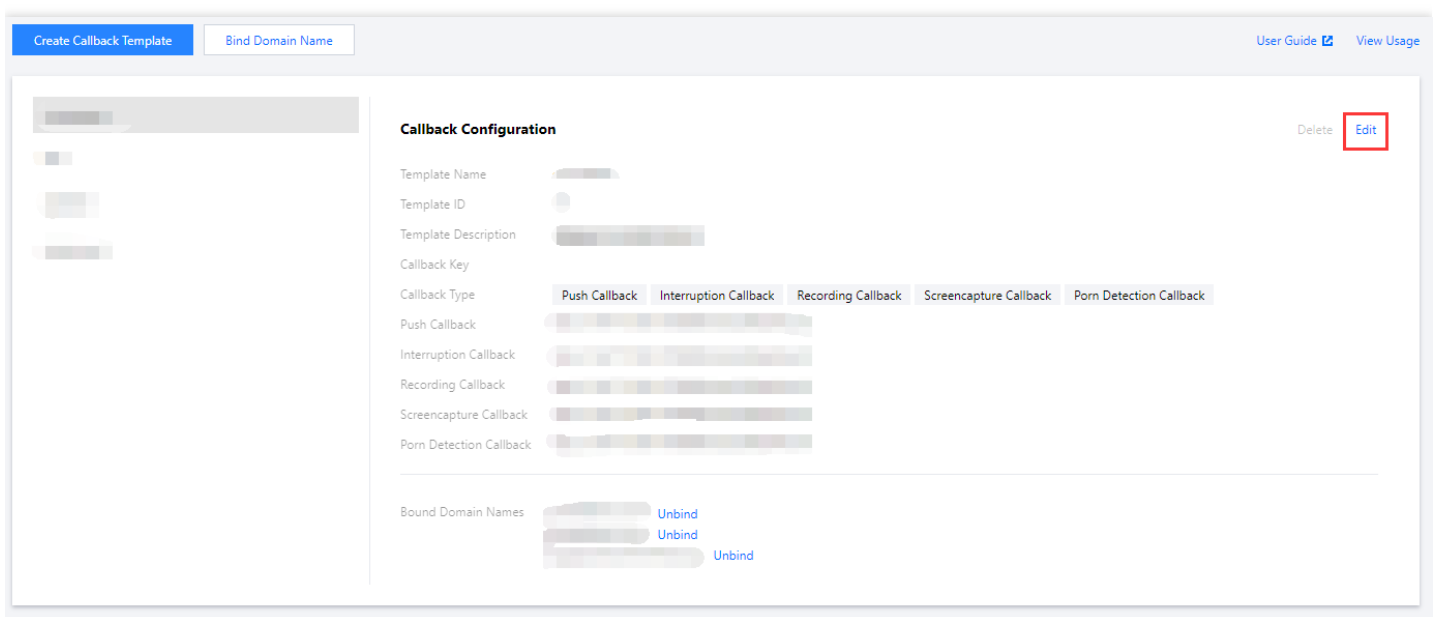 Create Callback Template Bind Domain Name User Guide View Usage
Callback Configuration Delete Edit
Template Name
Template ID
Template Description
Callback Key
Callback Type Push Callback Interruption Callback Recording Callback Screencapture Callback Porn Detection Callback
Push Callback
Interruption Callback
Recording Callback
Screencapture Callback
Porn Detection Callback
Bound Domain Names Unbind
Unbind
Unbind